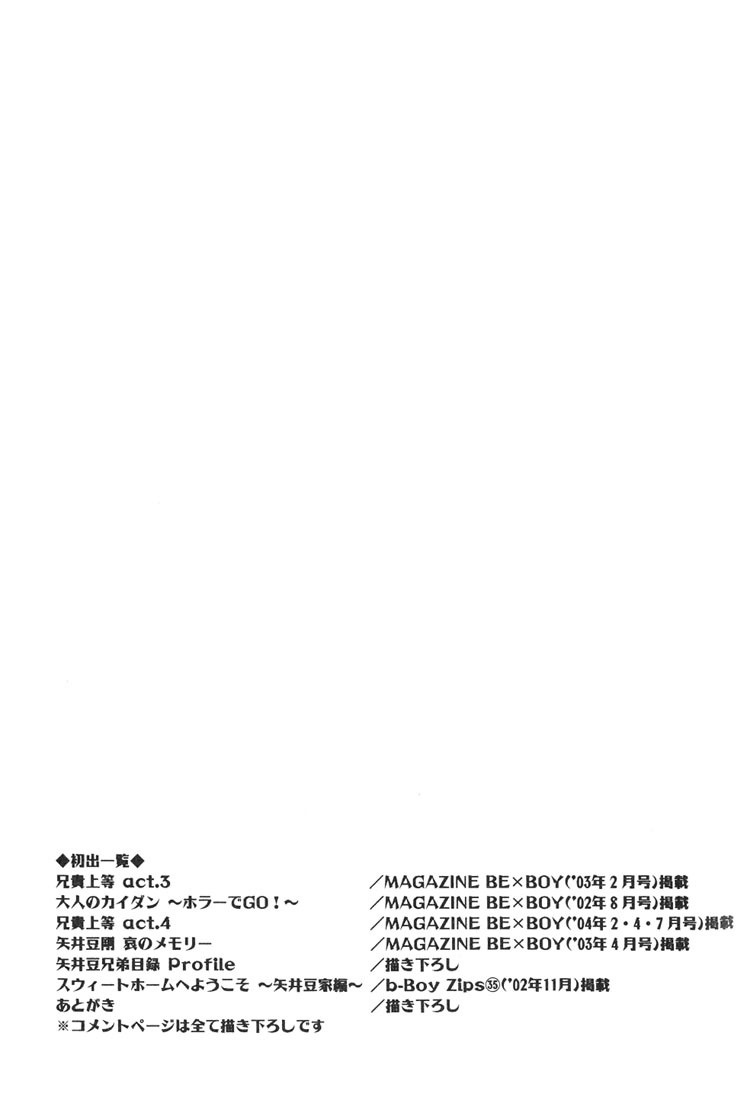 ◆初出一覧◆
兄貴上等 act.3 ／MAGAZINE BE×BOY('03年2月号)掲載
大人のカイダン ～ホラーでGO！～ ／MAGAZINE BE×BOY('02年8月号)掲載
兄貴上等 act.4 ／MAGAZINE BE×BOY('04年2・4・7月号)掲載
矢井豆剛 哀のメモリー ／MAGAZINE BE×BOY('03年4月号)掲載
矢井豆兄弟目録 Profile ／描き下ろし
スウィートホームへようこそ ～矢井豆家編～ ／b-Boy Zips㉟('02年11月)掲載
あとがき ／描き下ろし
※コメントページは全て描き下ろしです